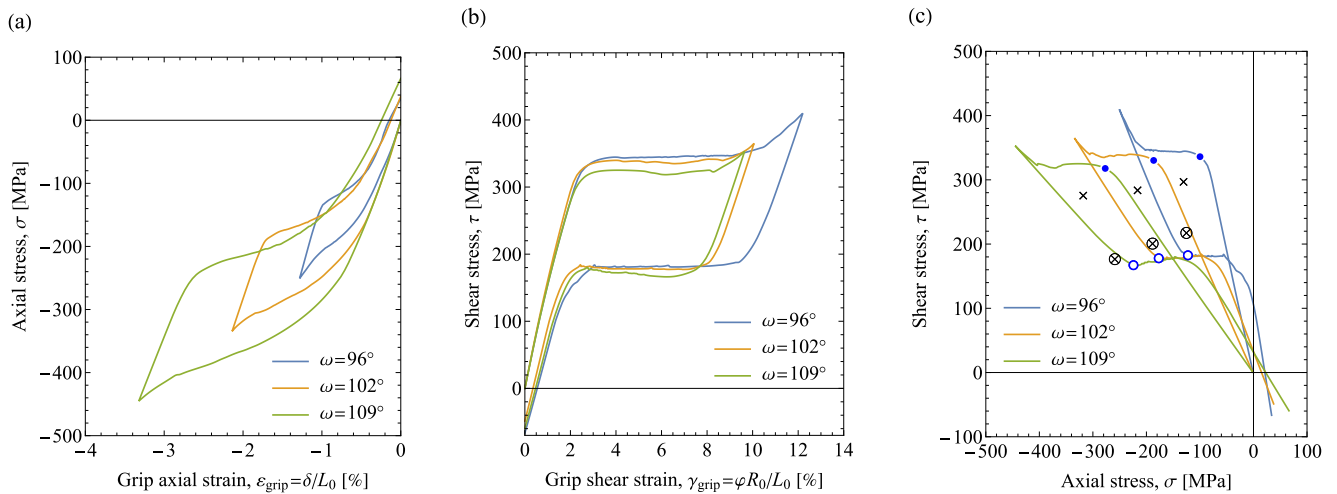 (a)
100
0
−100
−200
−300
−400
−500
Axial stress, σ [MPa]
ω=96°
ω=102°
ω=109°
−4
−3
−2
−1
0
Grip axial strain, εgrip=δ/L0 [%]
(b)
500
400
300
200
100
0
Shear stress, τ [MPa]
ω=96°
ω=102°
ω=109°
0
2
4
6
8
10
12
14
Grip shear strain, γgrip=φR0/L0 [%]
(c)
500
400
300
200
100
0
−100
Shear stress, τ [MPa]
ω=96°
ω=102°
ω=109°
−500
−400
−300
−200
−100
0
100
Axial stress, σ [MPa]